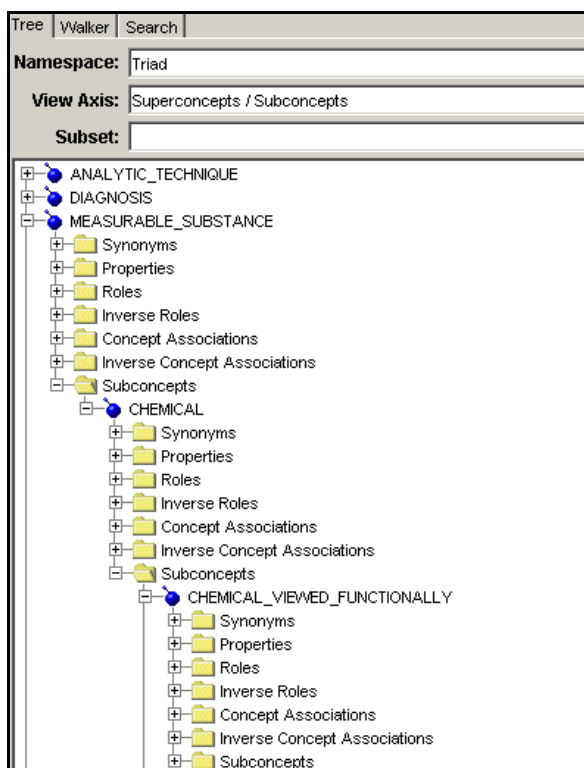 Tree Walker Search
Namespace: Triad
View Axis: Superconcepts / Subconcepts
Subset:
ANALYTIC_TECHNIQUE
DIAGNOSIS
MEASURABLE_SUBSTANCE
Synonyms
Properties
Roles
Inverse Roles
Concept Associations
Inverse Concept Associations
Subconcepts
CHEMICAL
Synonyms
Properties
Roles
Inverse Roles
Concept Associations
Inverse Concept Associations
Subconcepts
CHEMICAL_VIEWED_FUNCTIONALLY
Synonyms
Properties
Roles
Inverse Roles
Concept Associations
Inverse Concept Associations
Subconcepts